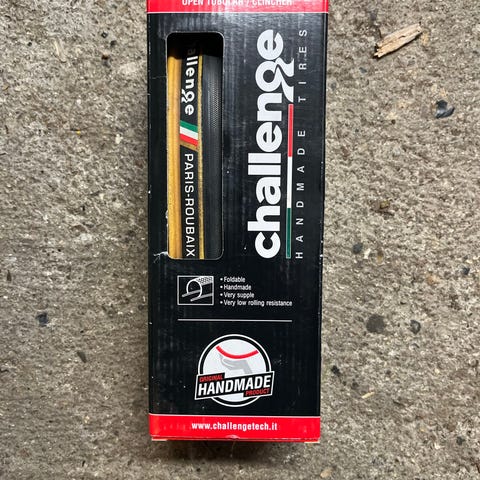 OPEN TUBULAR / CLINCHER
challenge
PARIS-ROUBAIX
challenge
HANDMADE TIRES
• Foldable
• Handmade
• Very supple
• Very low rolling resistance
ORIGINAL
HANDMADE
PRODUCT
www.challengetech.it